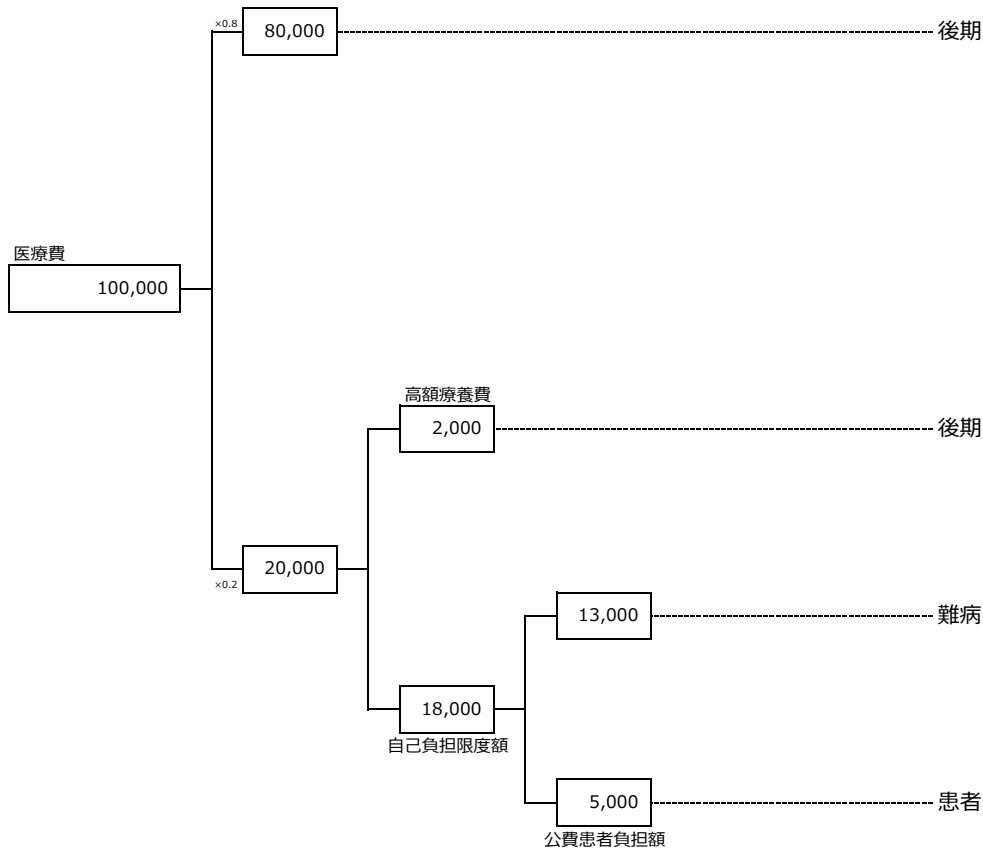 ×0.8
80,000
後期
医療費
100,000
高額療養費
2,000
後期
×0.2
20,000
13,000
難病
18,000
自己負担限度額
5,000
患者
公費患者負担額